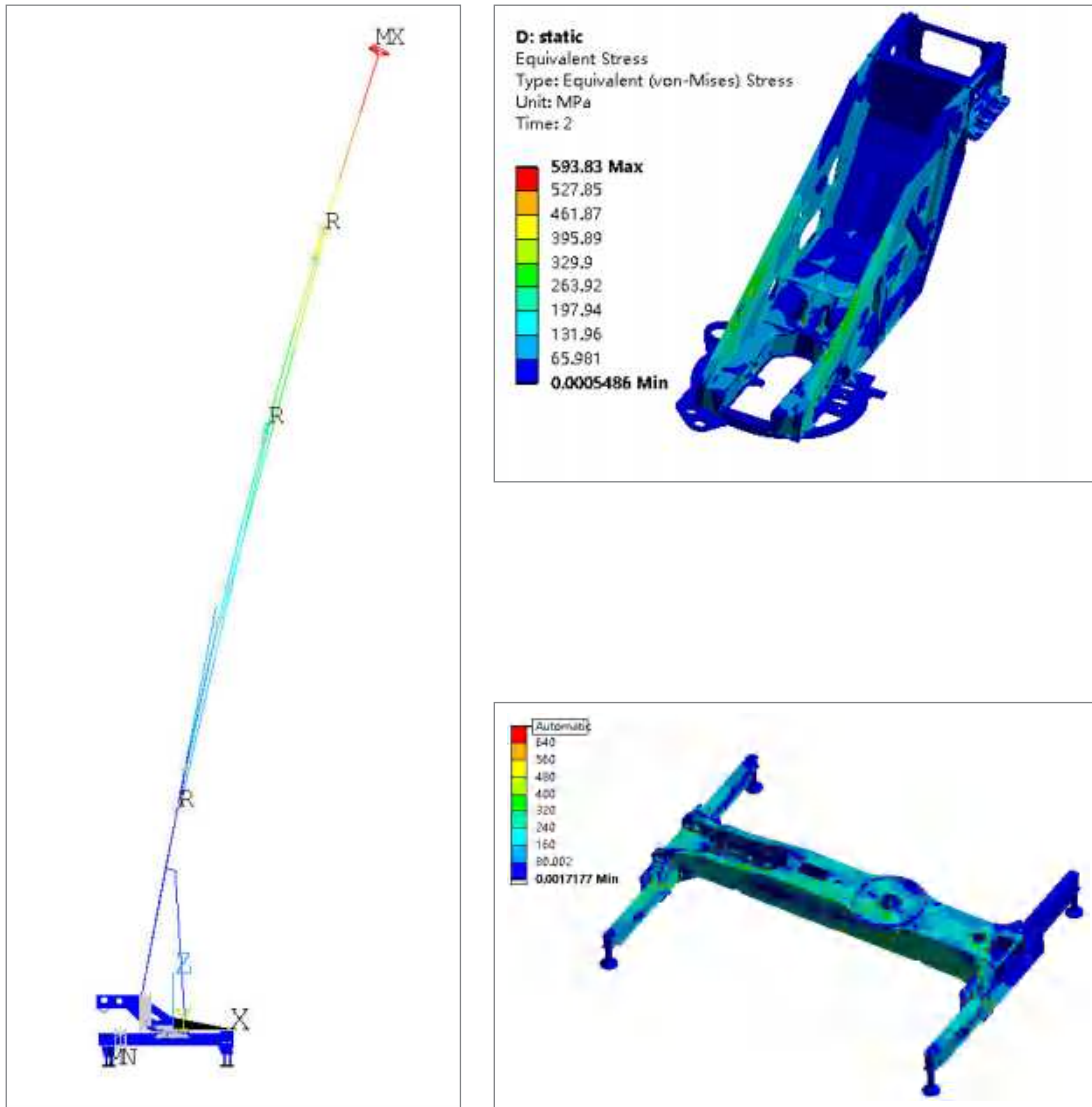 MX
R
R
R
Z
X
MN
D: static
Equivalent Stress
Type: Equivalent (von-Mises) Stress
Unit: MPa
Time: 2
593.83 Max
527.85
461.87
395.89
329.9
263.92
197.94
131.96
65.981
0.0005486 Min
Automatic
640
560
480
400
320
240
160
80.002
0.0017177 Min